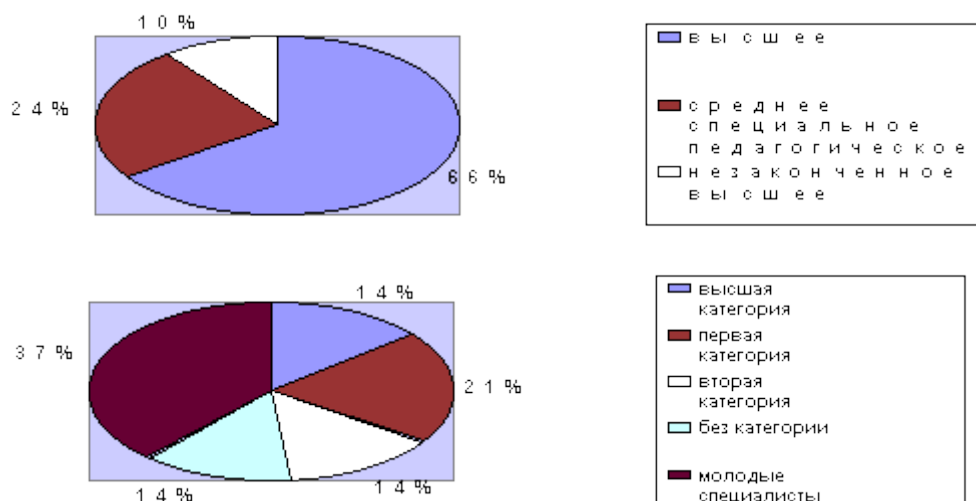 10%
24%
66%
высшее
среднее
специальное
педагогическое
незаконченное
высшее
14%
37%
21%
14%
14%
высшая
категория
первая
категория
вторая
категория
без категории
молодые
специалисты